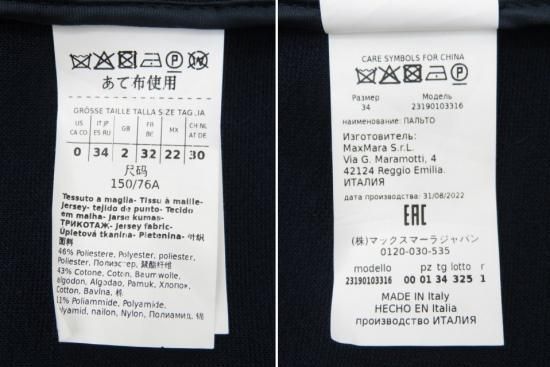 あて布使用
GRÖSSE TAILLE TALLA SIZE TAGLIA
US CA CO
IT JP ES RU
GB
FR BE
MX
CH NL AT DE
0 34 2 32 22 30
尺码
150/76A
Tessuto a maglia- Tissu à maille-
Jersey- tejido de punto- Tecido
em malha- Jarse kumas-
ТРИКОТАЖ- Jersey fabric-
Úpletová tkanina- Pletenina- 针织
面料
46% Poliestere, Polyester, poliéster,
Poliester, Полиэстер, 聚酯纤维
43% Cotone, Coton, Baumwolle,
algodon, Algodao, Pamuk, Хлопок,
Cotton, Bavlna, 棉
11% Poliammide, Polyamide,
olyamid, nailon, Nylon, Полиамид, 锦
CARE SYMBOLS FOR CHINA
Размер
34
Модель
23190103316
наименование: ПАЛЬТО
Изготовитель:
MaxMara S.r.L.
Via G. Maramotti, 4
42124 Reggio Emilia.
ИТАЛИЯ
дата производства: 31/08/2022
EAC
(株)マックスマーラジャパン
0120-030-535
modello pz tg lotto r
23190103316 00 01 34 325 1
MADE IN Italy
HECHO EN Italia
производство ИТАЛИЯ